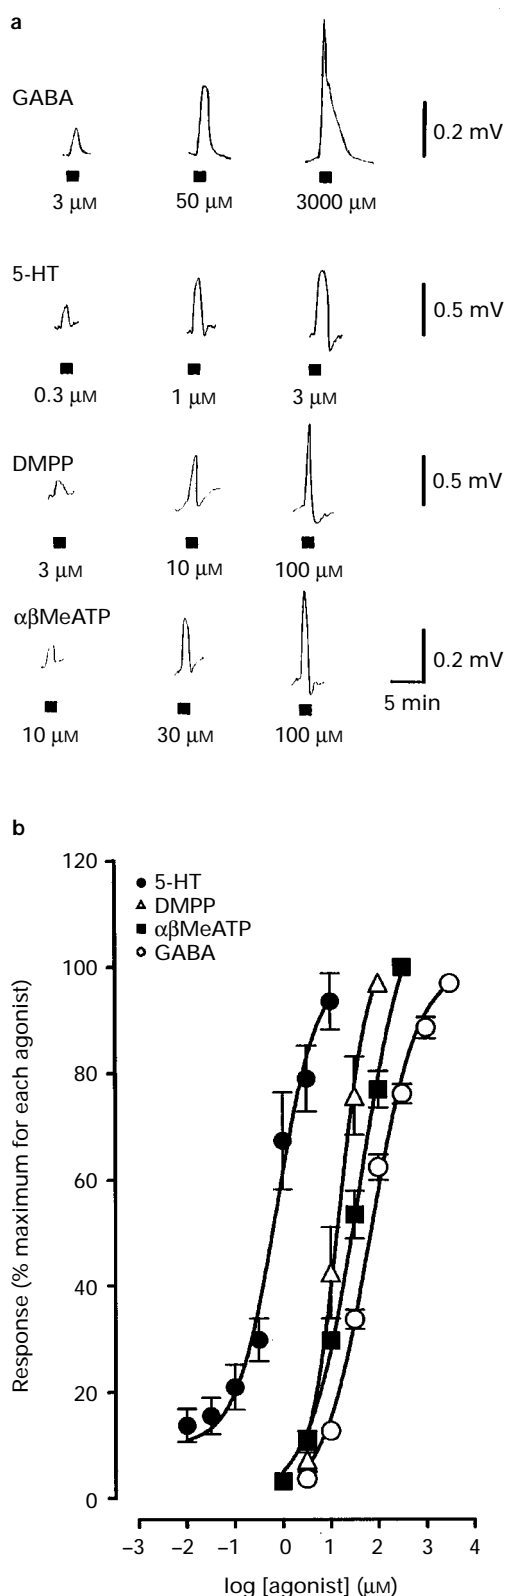 a
GABA
0.2 mV
3 μM 50 μM 3000 μM
5-HT
0.5 mV
0.3 μM 1 μM 3 μM
DMPP
0.5 mV
3 μM 10 μM 100 μM
αβMeATP
0.2 mV
5 min
10 μM 30 μM 100 μM
b
120
100
80
60
40
20
0
Response (% maximum for each agonist)
5-HT
DMPP
αβMeATP
GABA
−3 −2 −1 0 1 2 3 4
log [agonist] (μM)